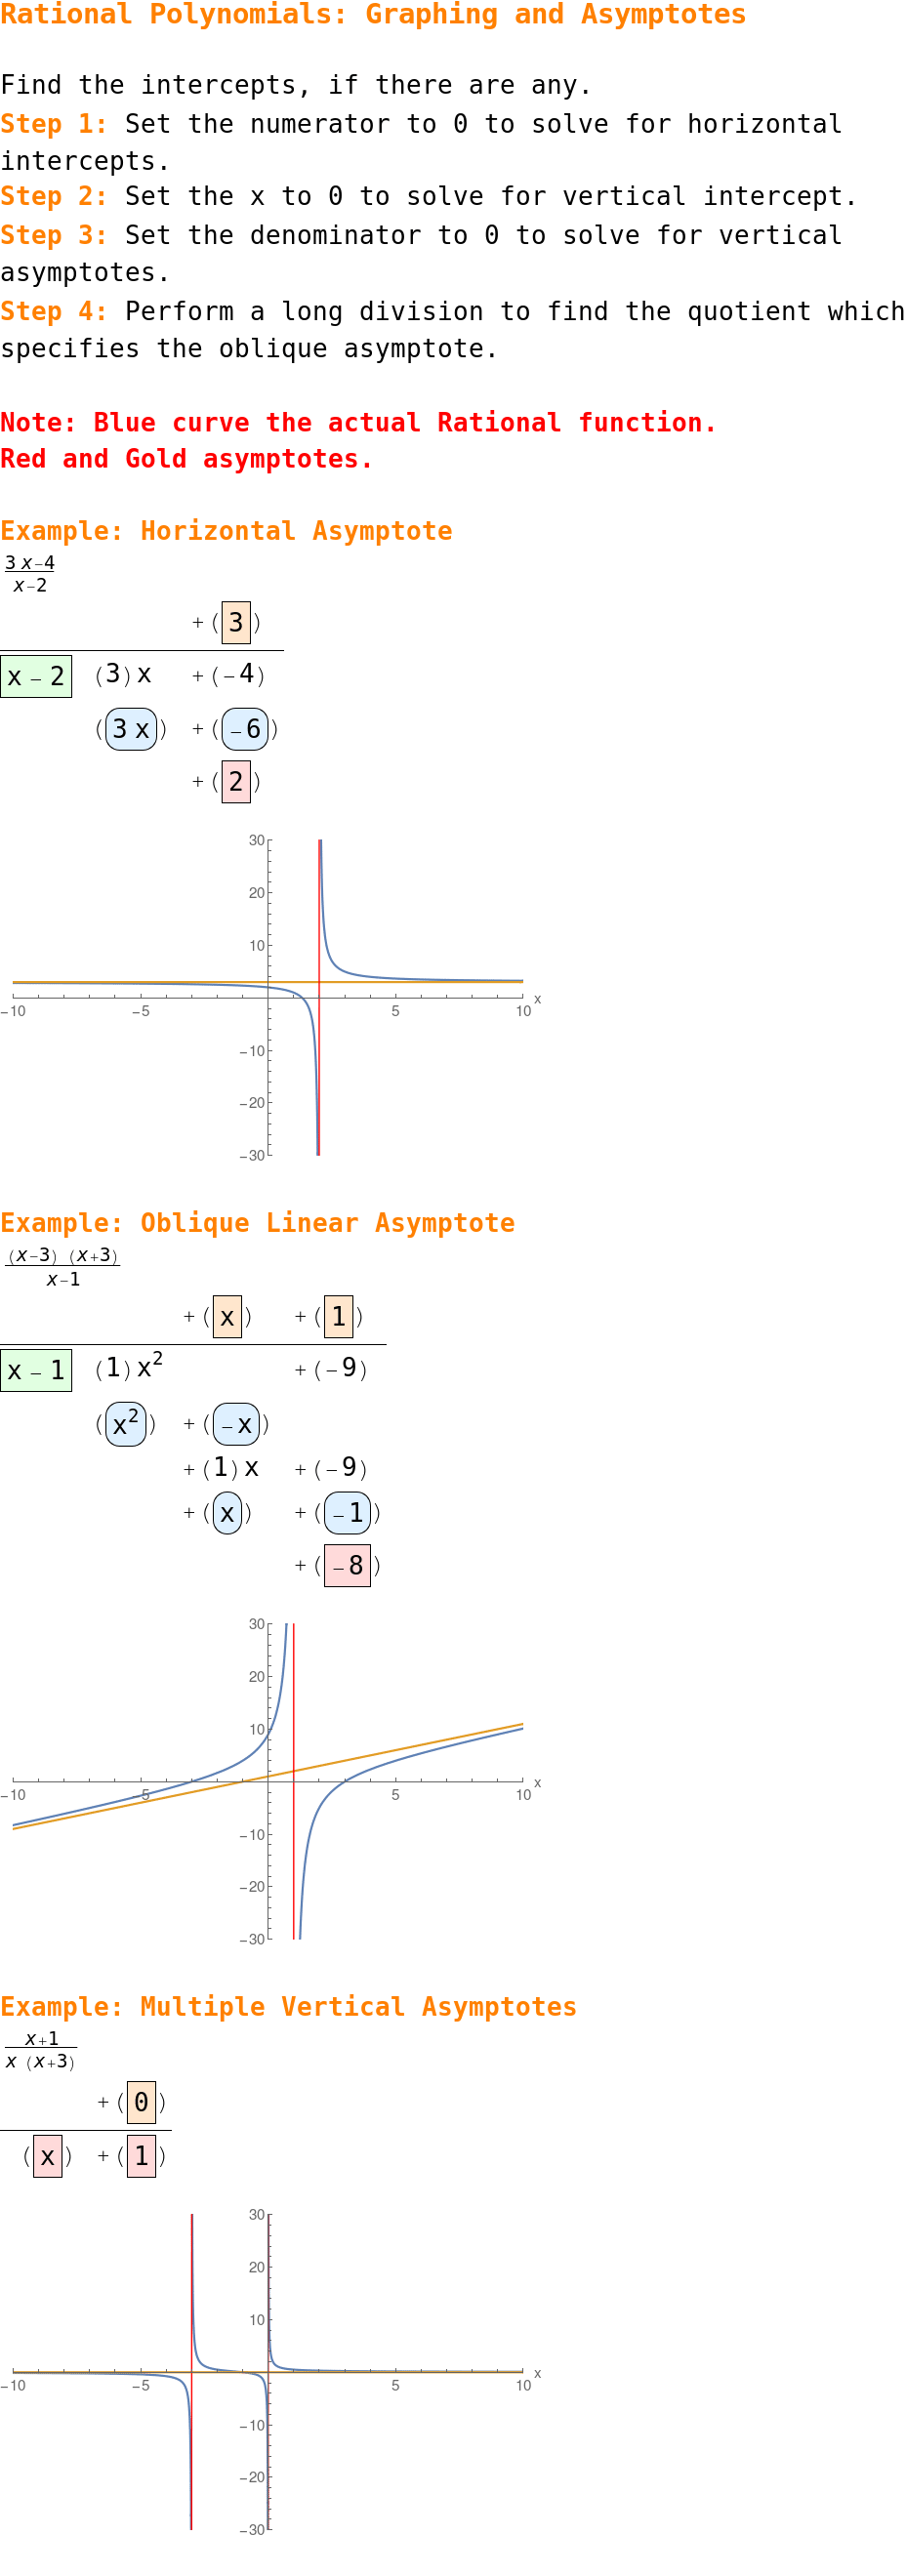 Rational Polynomials: Graphing and Asymptotes
Find the intercepts, if there are any.
Step 1: Set the numerator to 0 to solve for horizontal
intercepts.
Step 2: Set the x to 0 to solve for vertical intercept.
Step 3: Set the denominator to 0 to solve for vertical
asymptotes.
Step 4: Perform a long division to find the quotient which
specifies the oblique asymptote.
Note: Blue curve the actual Rational function.
Red and Gold asymptotes.
Example: Horizontal Asymptote
3 x−4
x−2
+ (3)
x − 2 (3) x + (−4)
(3 x) + (−6)
+ (2)
30
20
10
−10 −5 5 10 x
−10
−20
−30
Example: Oblique Linear Asymptote
(x−3) (x+3)
x−1
+ (x) + (1)
x − 1 (1) x² + (−9)
(x²) + (−x)
+ (1) x + (−9)
+ (x) + (−1)
+ (−8)
30
20
10
−10 −5 5 10 x
−10
−20
−30
Example: Multiple Vertical Asymptotes
x+1
x (x+3)
+ (0)
(x) + (1)
30
20
10
−10 −5 5 10 x
−10
−20
−30